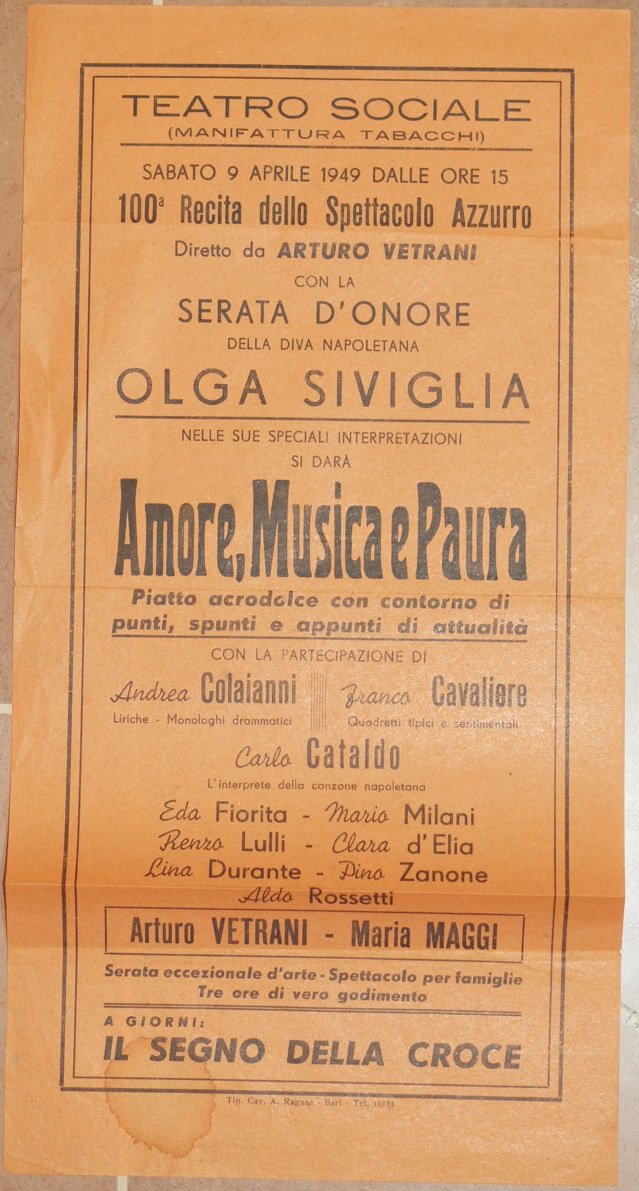 TEATRO SOCIALE
(MANIFATTURA TABACCHI)
SABATO 9 APRILE 1949 DALLE ORE 15
100ª Recita dello Spettacolo Azzurro
Diretto da ARTURO VETRANI
CON LA
SERATA D'ONORE
DELLA DIVA NAPOLETANA
OLGA SIVIGLIA
NELLE SUE SPECIALI INTERPRETAZIONI
SI DARÀ
Amore, Musica e Paura
Piatto acrodolce con contorno di
punti, spunti e appunti di attualità
CON LA PARTECIPAZIONE DI
Andrea Colaianni Franco Cavaliere
Liriche - Monologhi drammatici Quadretti tipici e sentimentali
Carlo Cataldo
L'interprete della canzone napoletana
Eda Fiorita - Mario Milani
Renzo Lulli - Clara d'Elia
Lina Durante - Pino Zanone
Aldo Rossetti
Arturo VETRANI - Maria MAGGI
Serata eccezionale d'arte - Spettacolo per famiglie
Tre ore di vero godimento
A GIORNI:
IL SEGNO DELLA CROCE
Tip. Cav. A. Ragusa - Bari - Tel. 10184